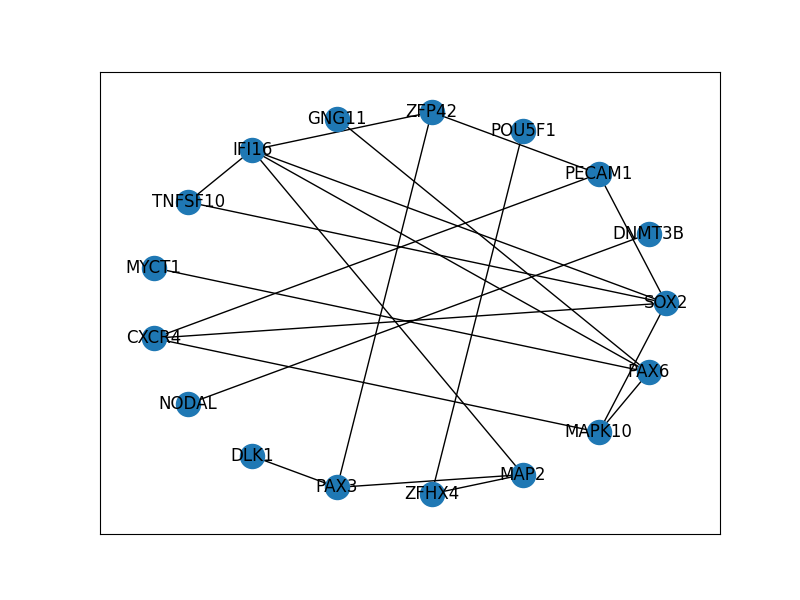 ZFP42
GNG11
POU5F1
IFI16
PECAM1
TNFSF10
DNMT3B
MYCT1
SOX2
CXCR4
PAX6
NODAL
MAPK10
DLK1
MAP2
PAX3
ZFHX4